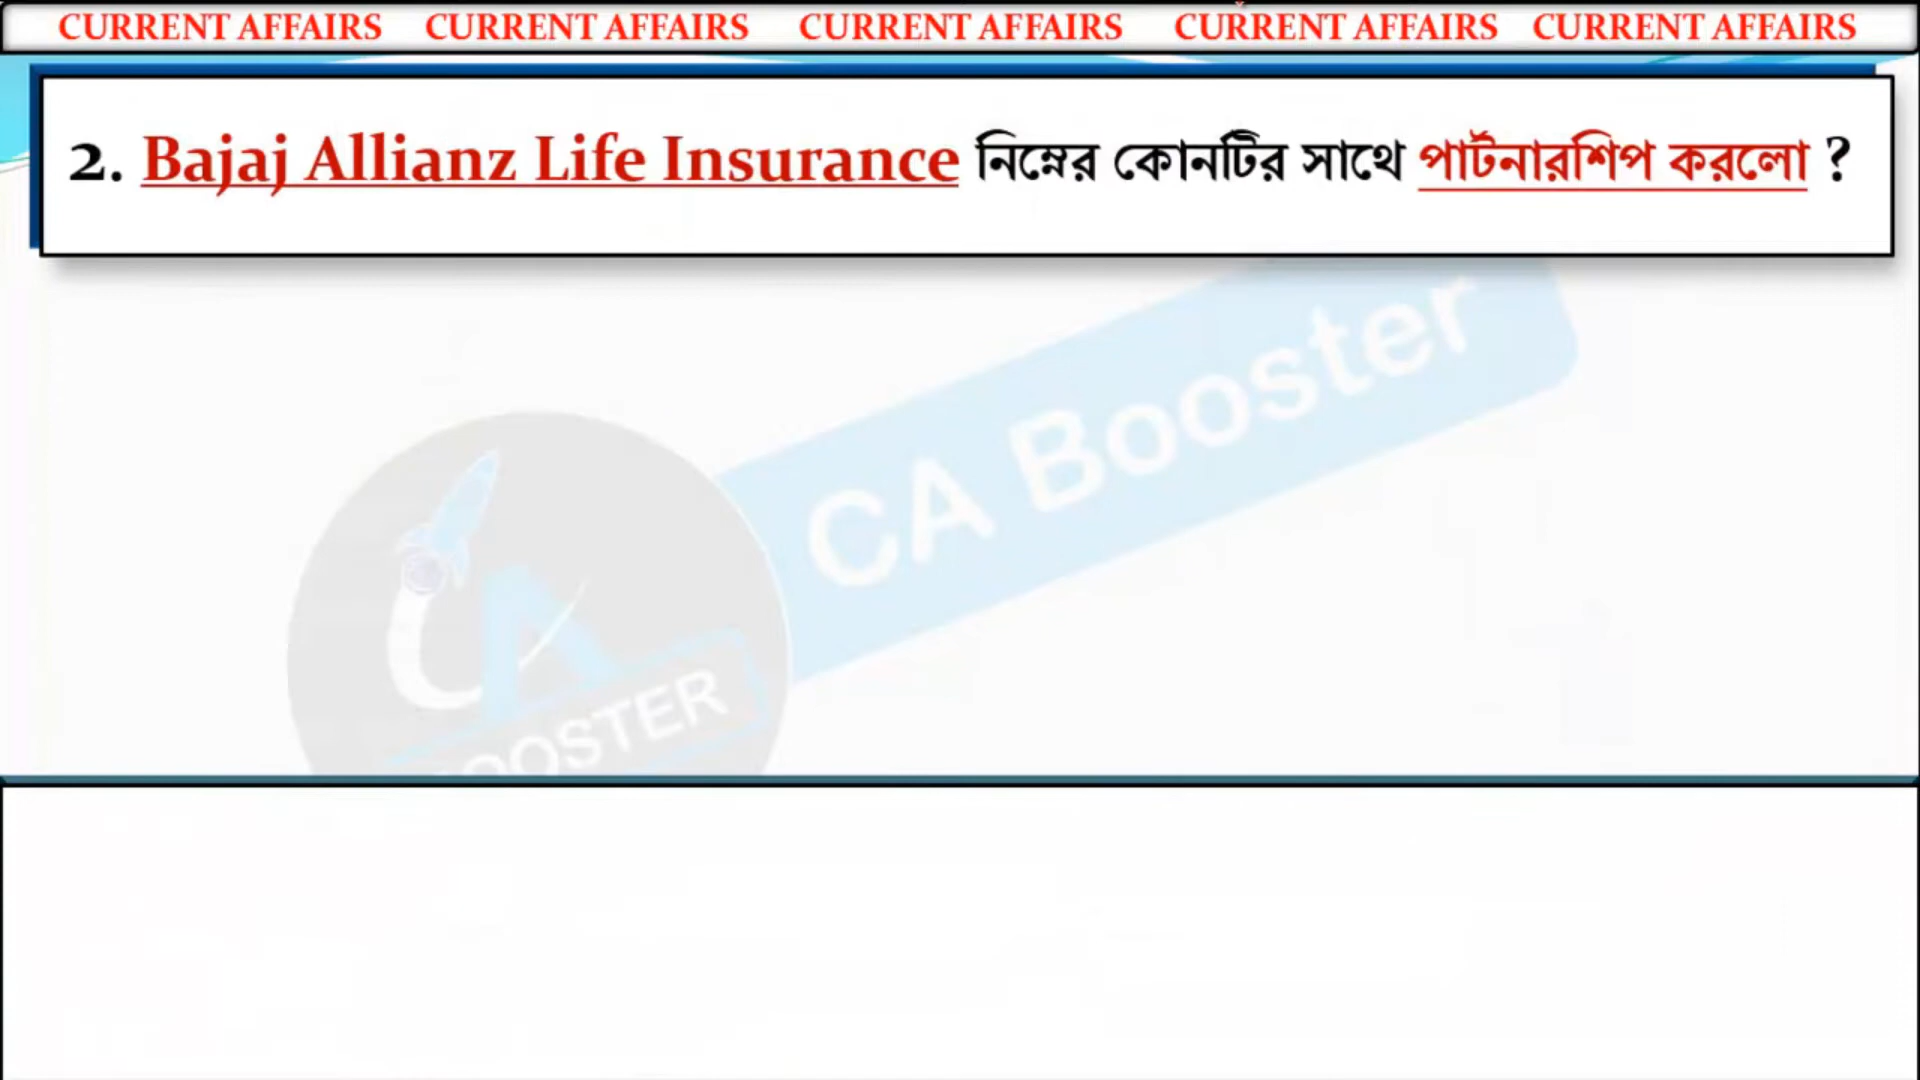 CURRENT AFFAIRS CURRENT AFFAIRS CURRENT AFFAIRS CURRENT AFFAIRS CURRENT AFFAIRS
2. Bajaj Allianz Life Insurance নিম্নের কোনটির সাথে পার্টনারশিপ করলো ?
CA Booster
CA
BOOSTER